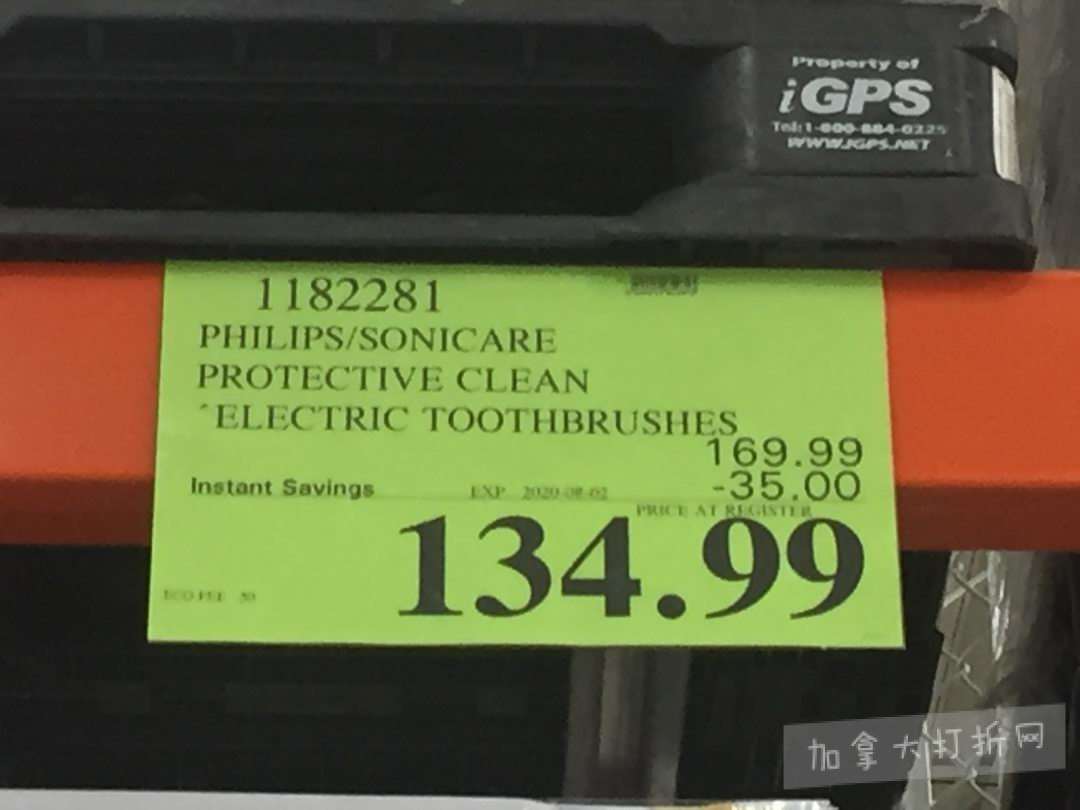 Property of
iGPS
Tel:1-800-884-0225
WWW.IGPS.NET
1182281
PHILIPS/SONICARE
PROTECTIVE CLEAN
ELECTRIC TOOTHBRUSHES
169.99
Instant Savings EXP 2020-08-02 -35.00
PRICE AT REGISTER
134.99
ECO FEE
加拿大打折网